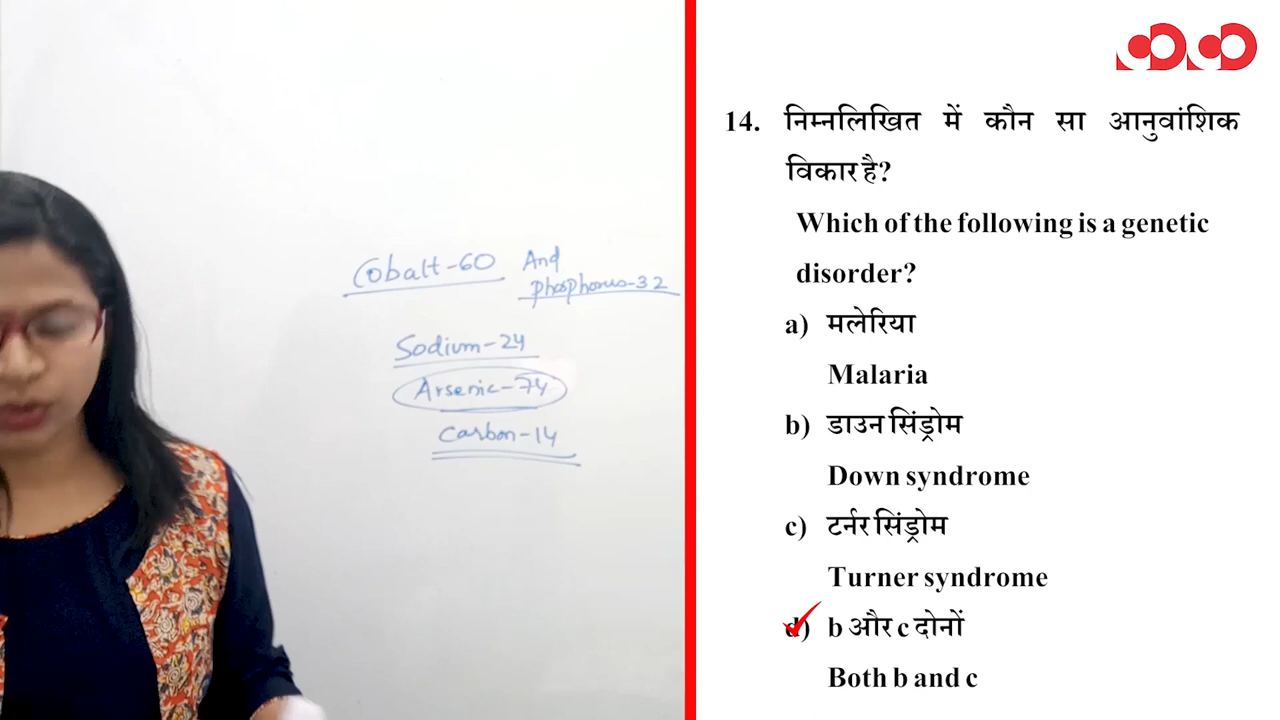 Cobalt-60 And
phosphorus-32
Sodium-24
Arsenic-74
Carbon-14
14. निम्नलिखित में कौन सा आनुवांशिक
विकार है?
Which of the following is a genetic
disorder?
a) मलेरिया
Malaria
b) डाउन सिंड्रोम
Down syndrome
c) टर्नर सिंड्रोम
Turner syndrome
d) b और c दोनों
Both b and c